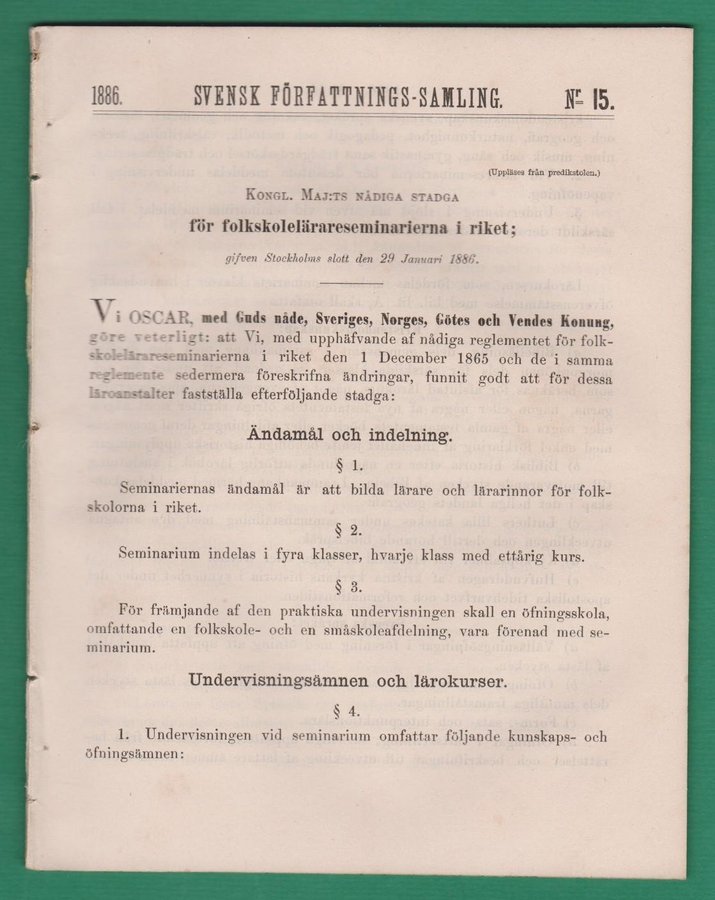 1886. SVENSK FÖRFATTNINGS-SAMLING. Nr 15.
(Uppläses från predikstolen.)
KONGL. MAJ:TS NÅDIGA STADGA
för folkskolelärareseminarierna i riket;
gifven Stockholms slott den 29 Januari 1886.
Vi OSCAR, med Guds nåde, Sveriges, Norges, Götes och Vendes Konung,
göre veterligt: att Vi, med upphäfvande af nådiga reglementet för folk-
skolelärareseminarierna i riket den 1 December 1865 och de i samma
reglemente sedermera föreskrifna ändringar, funnit godt att för dessa
läroanstalter fastställa efterföljande stadga:
Ändamål och indelning.
§ 1.
Seminariernas ändamål är att bilda lärare och lärarinnor för folk-
skolorna i riket.
§ 2.
Seminarium indelas i fyra klasser, hvarje klass med ettårig kurs.
§ 3.
För främjande af den praktiska undervisningen skall en öfningsskola,
omfattande en folkskole- och en småskoleafdelning, vara förenad med se-
minarium.
Undervisningsämnen och lärokurser.
§ 4.
1. Undervisningen vid seminarium omfattar följande kunskaps- och
öfningsämnen: